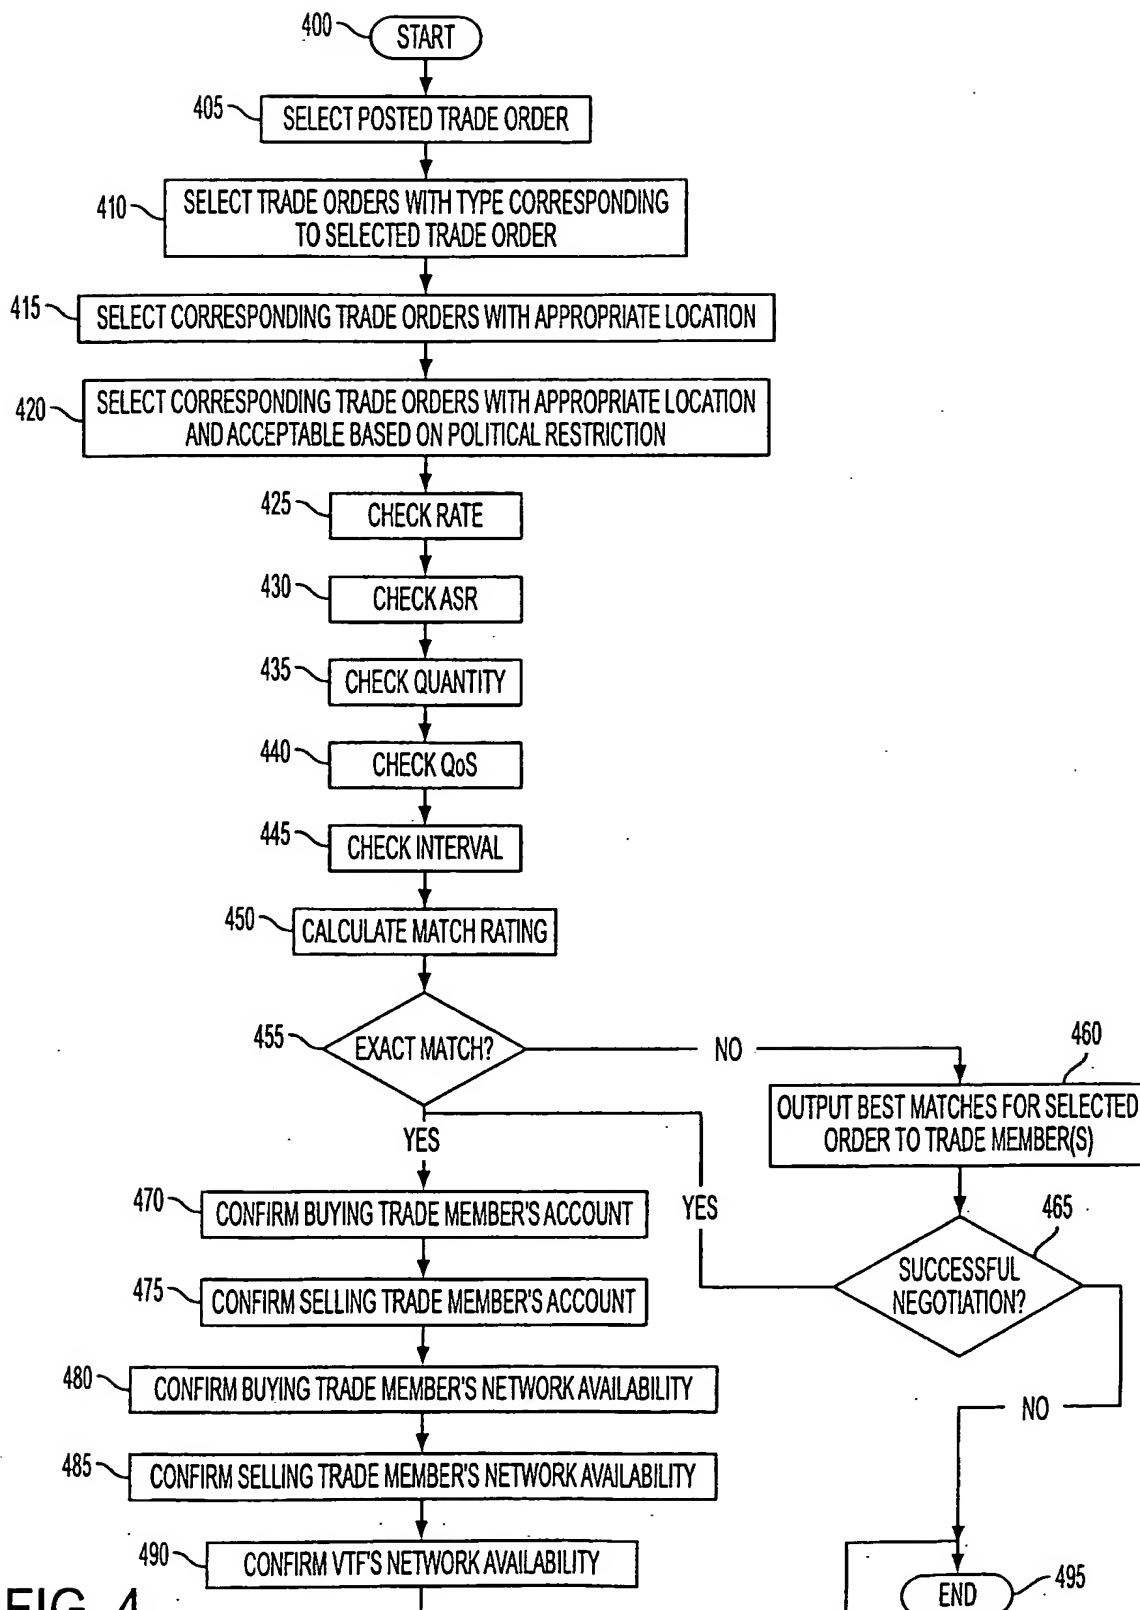 400
START
405
SELECT POSTED TRADE ORDER
410
SELECT TRADE ORDERS WITH TYPE CORRESPONDING
TO SELECTED TRADE ORDER
415
SELECT CORRESPONDING TRADE ORDERS WITH APPROPRIATE LOCATION
420
SELECT CORRESPONDING TRADE ORDERS WITH APPROPRIATE LOCATION
AND ACCEPTABLE BASED ON POLITICAL RESTRICTION
425
CHECK RATE
430
CHECK ASR
435
CHECK QUANTITY
440
CHECK QoS
445
CHECK INTERVAL
450
CALCULATE MATCH RATING
455
EXACT MATCH?
NO
460
OUTPUT BEST MATCHES FOR SELECTED
ORDER TO TRADE MEMBER(S)
YES
470
CONFIRM BUYING TRADE MEMBER'S ACCOUNT
YES
465
SUCCESSFUL
NEGOTIATION?
475
CONFIRM SELLING TRADE MEMBER'S ACCOUNT
480
CONFIRM BUYING TRADE MEMBER'S NETWORK AVAILABILITY
NO
485
CONFIRM SELLING TRADE MEMBER'S NETWORK AVAILABILITY
490
CONFIRM VTF'S NETWORK AVAILABILITY
END
495
FIG. 4